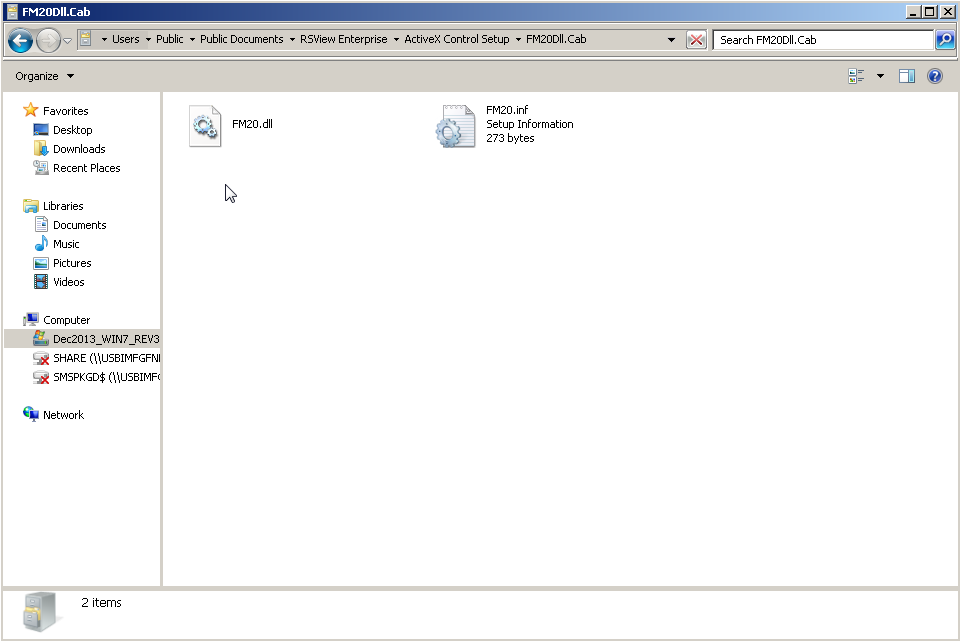 FM20Dll.Cab
Users Public Public Documents RSView Enterprise ActiveX Control Setup FM20Dll.Cab
Search FM20Dll.Cab
Organize
Favorites
Desktop
Downloads
Recent Places
Libraries
Documents
Music
Pictures
Videos
Computer
Dec2013_WIN7_REV3
SHARE (\\USBIMFGFN
SMSPKGD$ (\\USBIMF
Network
FM20.dll
FM20.inf
Setup Information
273 bytes
2 items